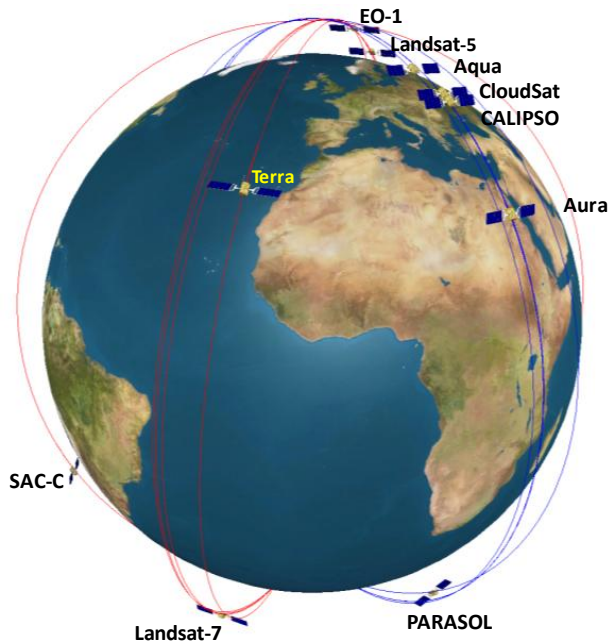 EO-1
Landsat-5
Aqua
CloudSat
CALIPSO
Terra
Aura
SAC-C
PARASOL
Landsat-7